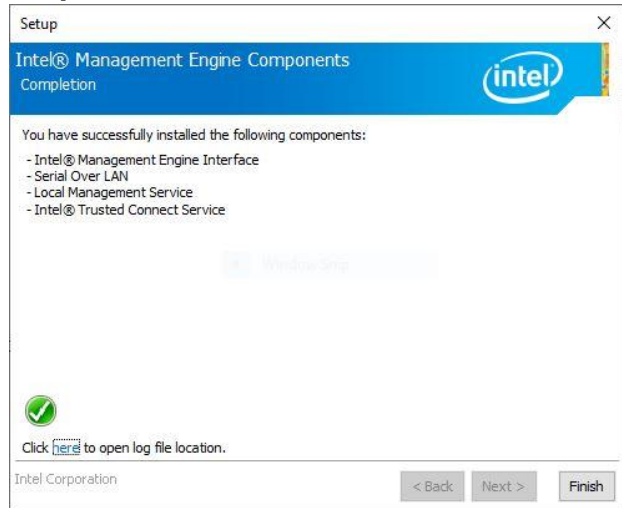 Setup
Intel® Management Engine Components
Completion
intel
You have successfully installed the following components:
- Intel® Management Engine Interface
- Serial Over LAN
- Local Management Service
- Intel® Trusted Connect Service
Window Snip
Click here to open log file location.
Intel Corporation
< Back
Next >
Finish